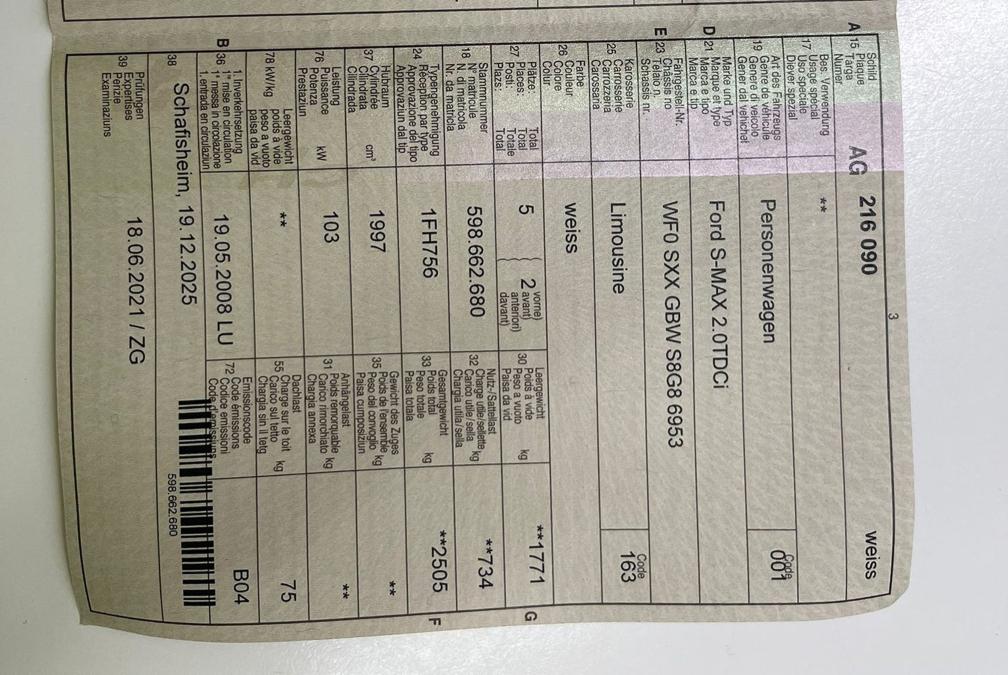 3
A 15 Schild
Plaque
Targa
Numer
AG 216 090 weiss
17 Bes. Verwendung
Usage spécial
Uso speciale
Diever spezial
**
19 Art des Fahrzeugs
Genre de véhicule
Genere di veicolo
Gener dal vehichel
Personenwagen
Code
001
D 21 Marke und Typ
Marque et type
Marca e tipo
Marca e tip
Ford S-MAX 2.0TDCi
E 23 Fahrgestell-Nr.
Châssis no
Telaio n.
Schassis nr.
WF0 SXX GBW S8G8 6953
25 Karosserie
Carrosserie
Carrozzeria
Carossaria
Limousine
Code
163
26 Farbe
Couleur
Colore
Colur
weiss
27 Plätze: Total
Places: Total
Posti: Totale
Plazs: Total
5
2
vorne)
avant)
anteriori)
davant)
30 Leergewicht
Poids à vide
Peso a vuoto
Paisa da vid
kg
**1771
G
18 Stammnummer
N° matricule
N. di matricola
Nr. da matricla
598.662.680
32 Nutz-/Sattellast
Charge utile/sellette
Carico utile/sella
Chargia utila/sella
kg
**734
24 Typengenehmigung
Réception par type
Approvazione del tipo
Approvaziun dal tip
1FH756
33 Gesamtgewicht
Poids total
Peso totale
Paisa totala
kg
**2505
F
37 Hubraum
Cylindrée
Cilindrata
Cilindrada
cm³
1997
35 Gewicht des Zuges
Poids de l'ensemble
Peso del convoglio
Paisa cumposiziun
kg
**
76 Leistung
Puissance
Potenza
Prestaziun
kW
103
31 Anhängelast
Poids remorquable
Carico rimorchiato
Chargia annexa
kg
**
78 kW/kg
Leergewicht
poids à vide
peso a vuoto
paisa da vid
**
55 Dachlast
Charge sur le toit
Carico sul tetto
Chargia sin il tetg
kg
75
B 36 1. Inverkehrsetzung
1re mise en circulation
1a messa in circolazione
1. entrada en circulaziun
19.05.2008 LU
72 Emissionscode
Code émissions
Codice emissioni
Code d'emissiuns
B04
38
Schafisheim, 19.12.2025
598.662.680
39 Prüfungen
Expertises
Perizie
Examinaziuns
18.06.2021 / ZG